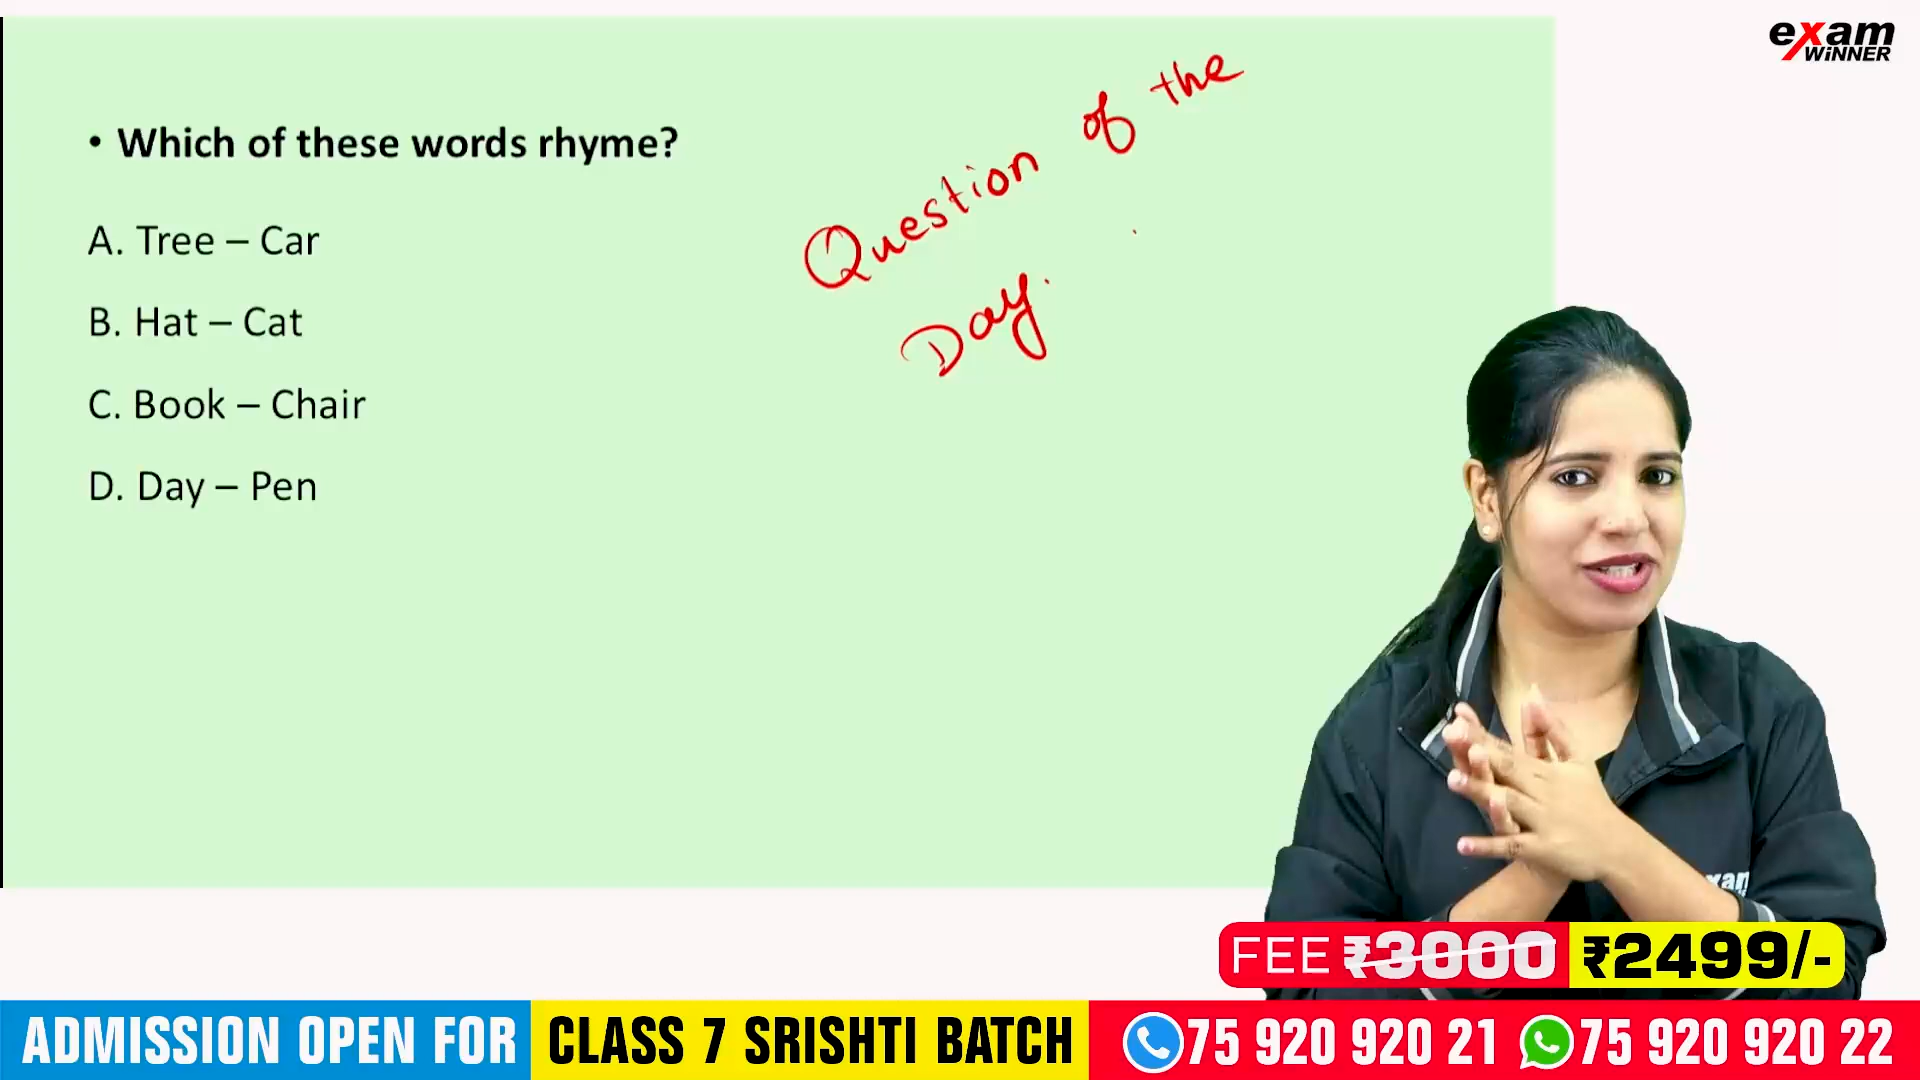 exam
WiNNER
• Which of these words rhyme?
A. Tree – Car
B. Hat – Cat
C. Book – Chair
D. Day – Pen
Question of the
Day.
xan
FEE ₹3000 ₹2499/-
ADMISSION OPEN FOR CLASS 7 SRISHTI BATCH 75 920 920 21 75 920 920 22